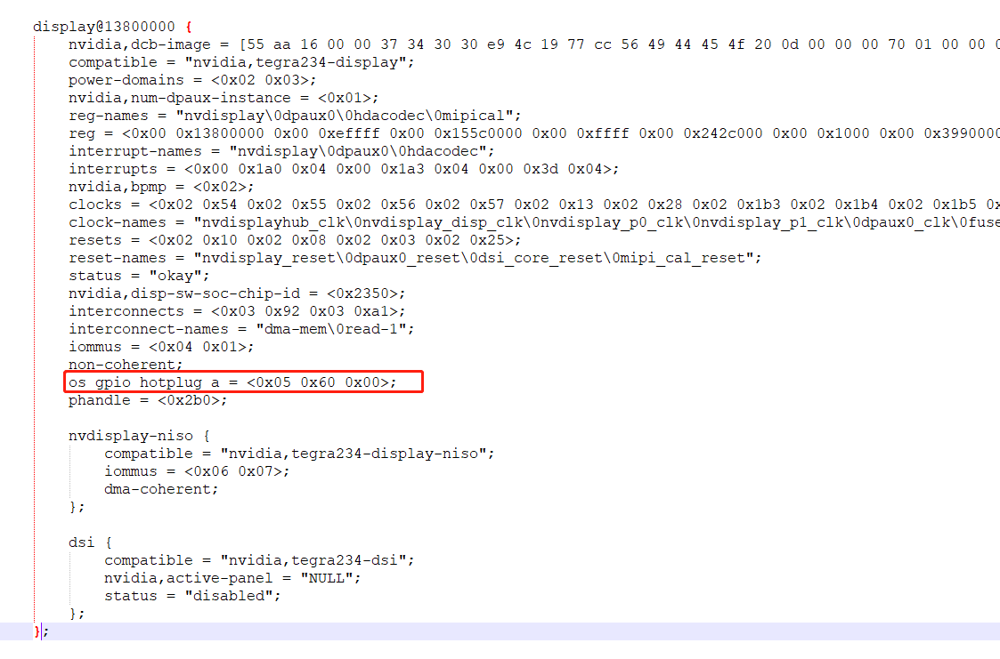 display@13800000 {
nvidia,dcb-image = [55 aa 16 00 00 37 34 30 30 e9 4c 19 77 cc 56 49 44 45 4f 20 0d 00 00 00 70 01 00 00
compatible = "nvidia,tegra234-display";
power-domains = <0x02 0x03>;
nvidia,num-dpaux-instance = <0x01>;
reg-names = "nvdisplay\0dpaux0\0hdacodec\0mipical";
reg = <0x00 0x13800000 0x00 0xeffff 0x00 0x155c0000 0x00 0xffff 0x00 0x242c000 0x00 0x1000 0x00 0x3990000
interrupt-names = "nvdisplay\0dpaux0\0hdacodec";
interrupts = <0x00 0x1a0 0x04 0x00 0x1a3 0x04 0x00 0x3d 0x04>;
nvidia,bpmp = <0x02>;
clocks = <0x02 0x54 0x02 0x55 0x02 0x56 0x02 0x57 0x02 0x13 0x02 0x28 0x02 0x1b3 0x02 0x1b4 0x02 0x1b5
clock-names = "nvdisplayhub_clk\0nvdisplay_disp_clk\0nvdisplay_p0_clk\0nvdisplay_p1_clk\0dpaux0_clk\0fuse
resets = <0x02 0x10 0x02 0x08 0x02 0x03 0x02 0x25>;
reset-names = "nvdisplay_reset\0dpaux0_reset\0dsi_core_reset\0mipi_cal_reset";
status = "okay";
nvidia,disp-sw-soc-chip-id = <0x2350>;
interconnects = <0x03 0x92 0x03 0xa1>;
interconnect-names = "dma-mem\0read-1";
iommus = <0x04 0x01>;
non-coherent;
os_gpio_hotplug_a = <0x05 0x60 0x00>;
phandle = <0x2b0>;
nvdisplay-niso {
compatible = "nvidia,tegra234-display-niso";
iommus = <0x06 0x07>;
dma-coherent;
};
dsi {
compatible = "nvidia,tegra234-dsi";
nvidia,active-panel = "NULL";
status = "disabled";
};
};